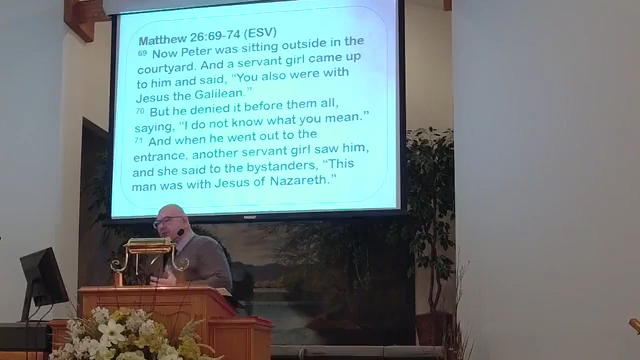 Matthew 26:69-74 (ESV)
69 Now Peter was sitting outside in the
courtyard. And a servant girl came up
to him and said, “You also were with
Jesus the Galilean.”
70 But he denied it before them all,
saying, “I do not know what you mean.”
71 And when he went out to the
entrance, another servant girl saw him,
and she said to the bystanders, “This
man was with Jesus of Nazareth.”